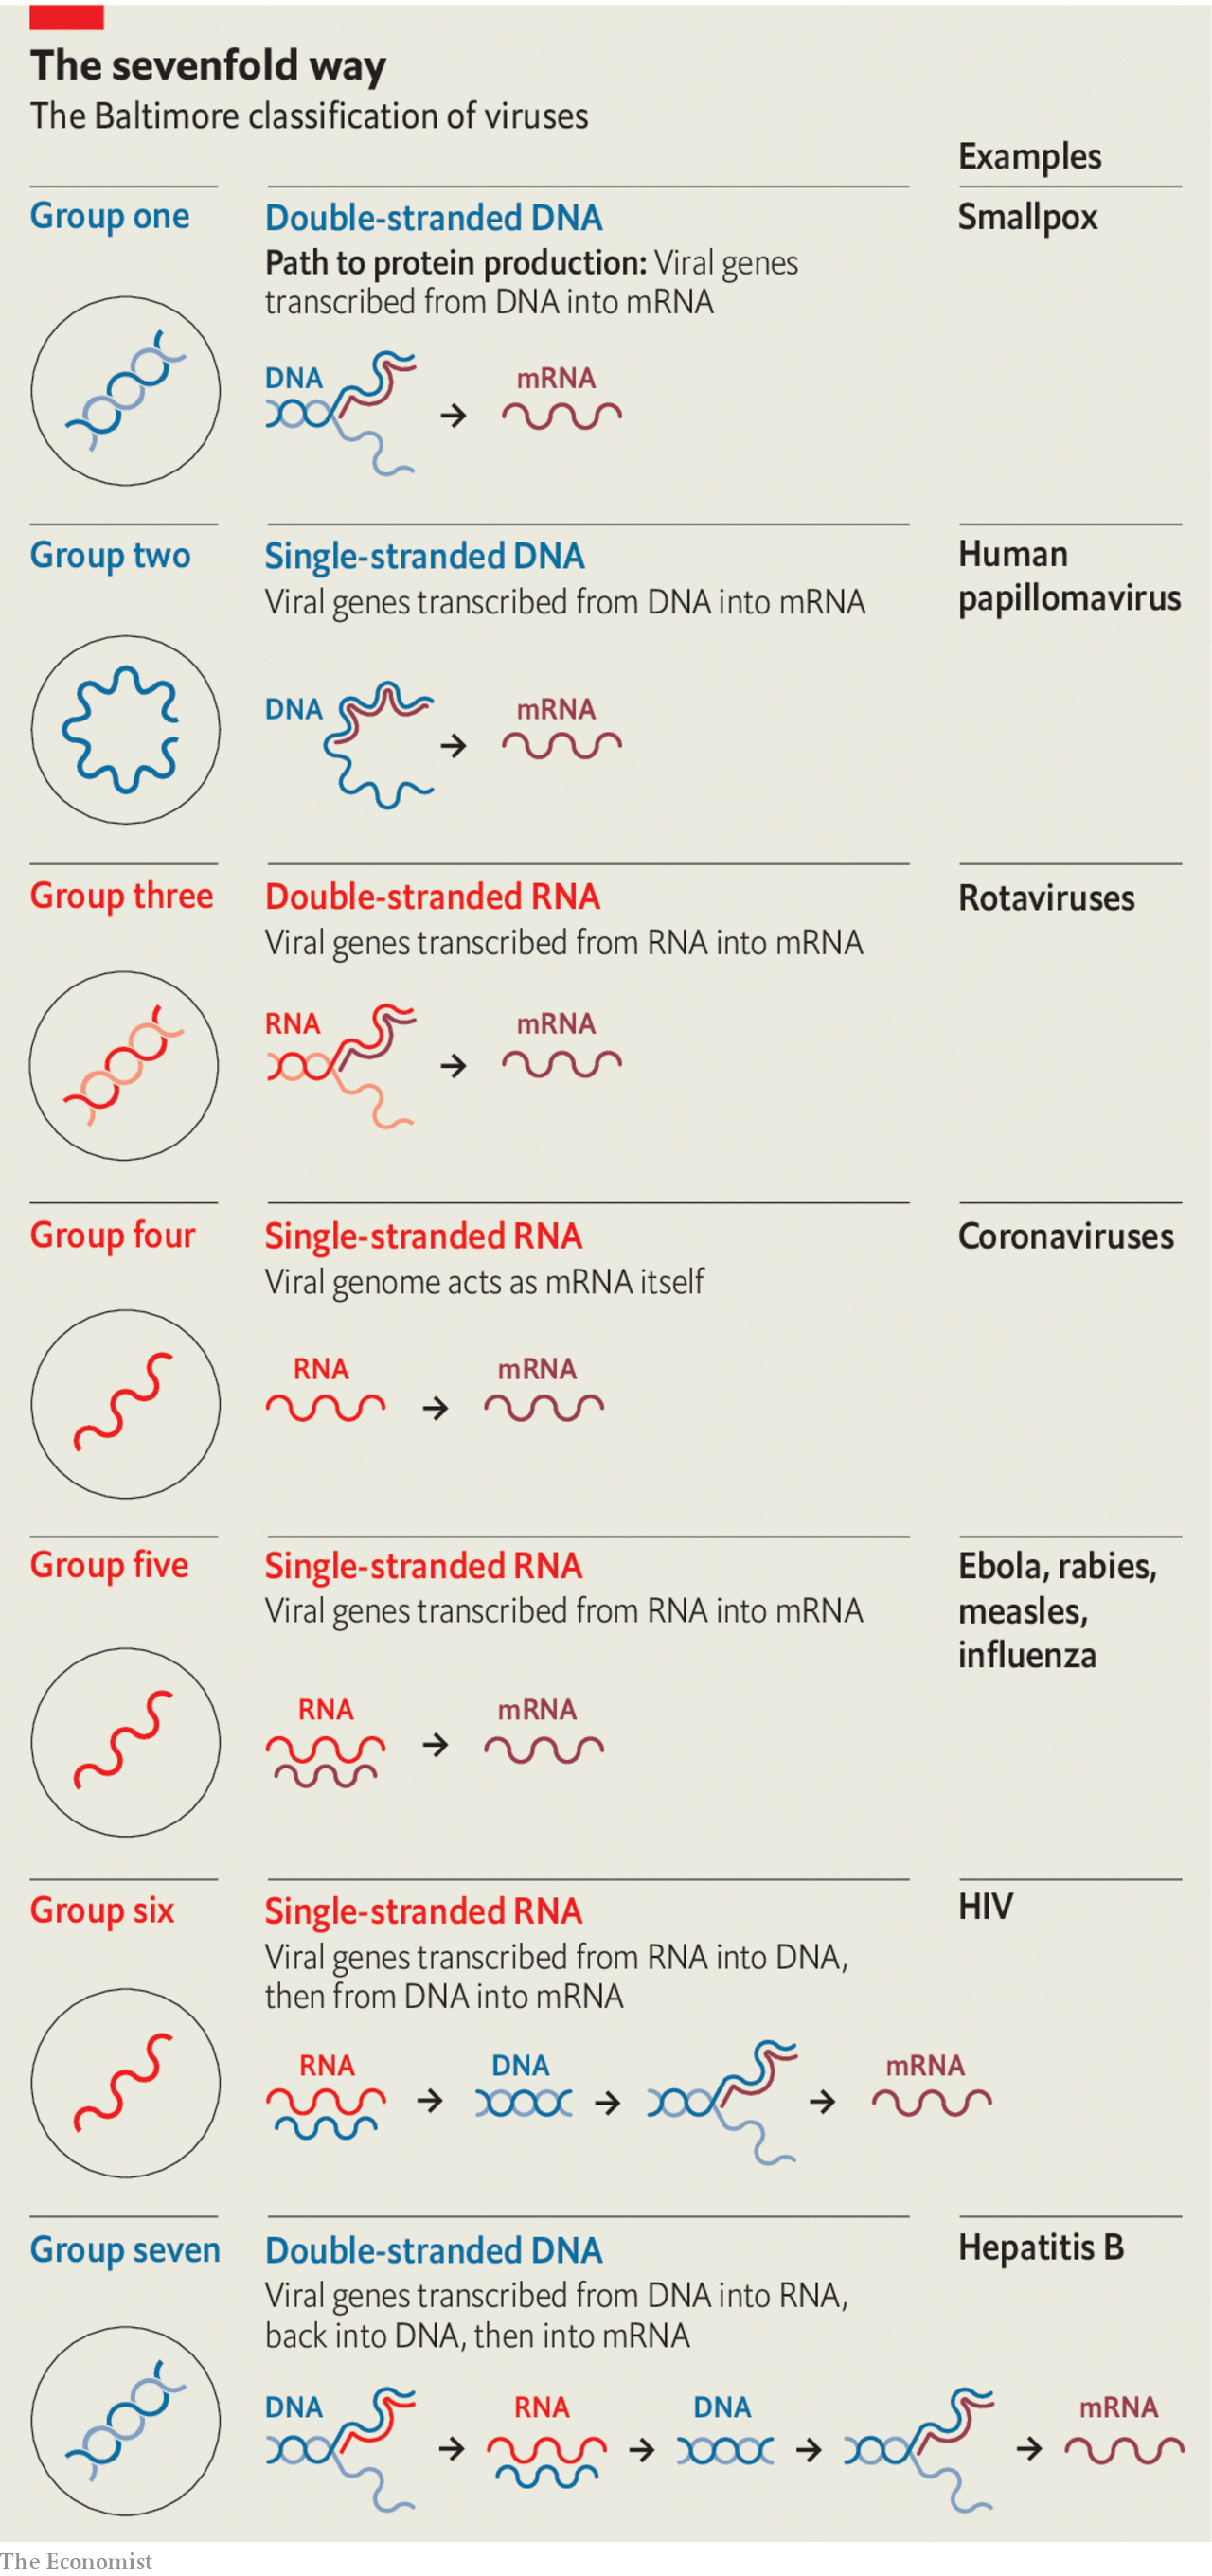 The sevenfold way
The Baltimore classification of viruses
Examples
Group one
Double-stranded DNA
Smallpox
Path to protein production: Viral genes
transcribed from DNA into mRNA
DNA
mRNA
Group two
Single-stranded DNA
Human
papillomavirus
Viral genes transcribed from DNA into mRNA
DNA
mRNA
Group three
Double-stranded RNA
Rotaviruses
Viral genes transcribed from RNA into mRNA
RNA
mRNA
Group four
Single-stranded RNA
Coronaviruses
Viral genome acts as mRNA itself
RNA
mRNA
Group five
Single-stranded RNA
Ebola, rabies,
measles,
influenza
Viral genes transcribed from RNA into mRNA
RNA
mRNA
Group six
Single-stranded RNA
HIV
Viral genes transcribed from RNA into DNA,
then from DNA into mRNA
RNA
DNA
mRNA
Group seven
Double-stranded DNA
Hepatitis B
Viral genes transcribed from DNA into RNA,
back into DNA, then into mRNA
DNA
RNA
DNA
mRNA
The Economist